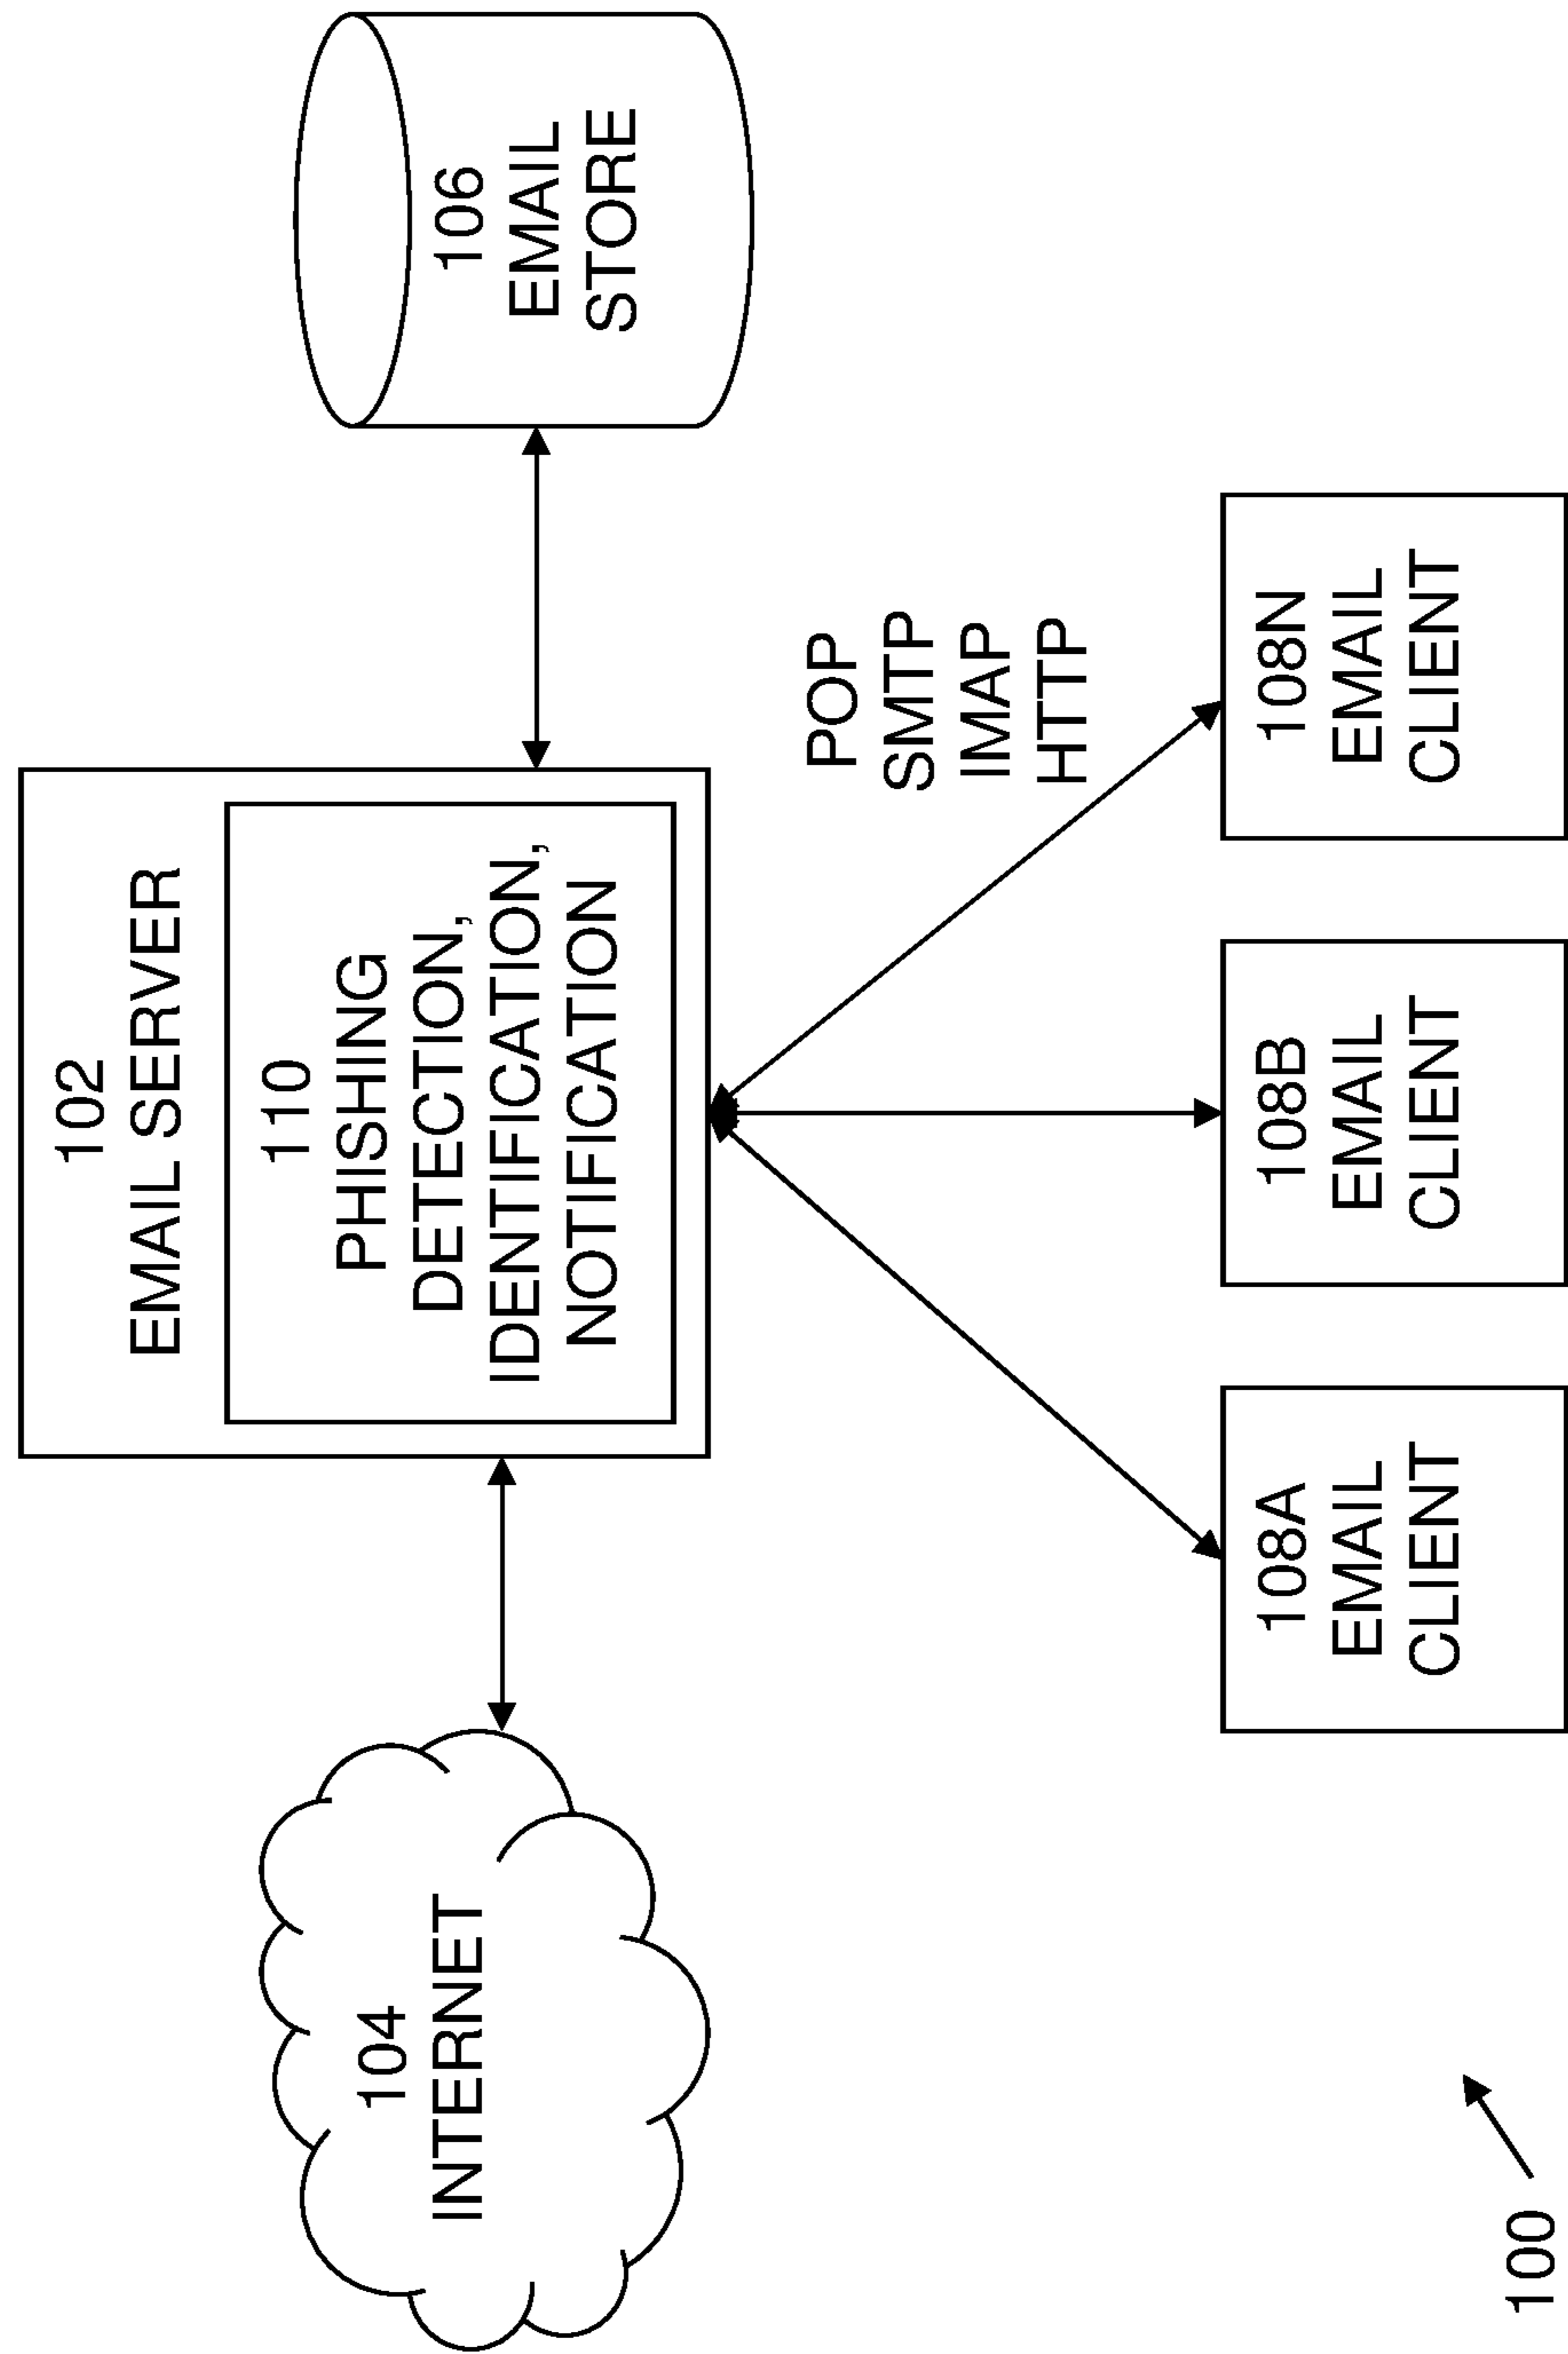 102
EMAIL SERVER
110
PHISHING
DETECTION,
IDENTIFICATION,
NOTIFICATION
104
INTERNET
106
EMAIL
STORE
POP
SMTP
IMAP
HTTP
108A
EMAIL
CLIENT
108B
EMAIL
CLIENT
108N
EMAIL
CLIENT
100